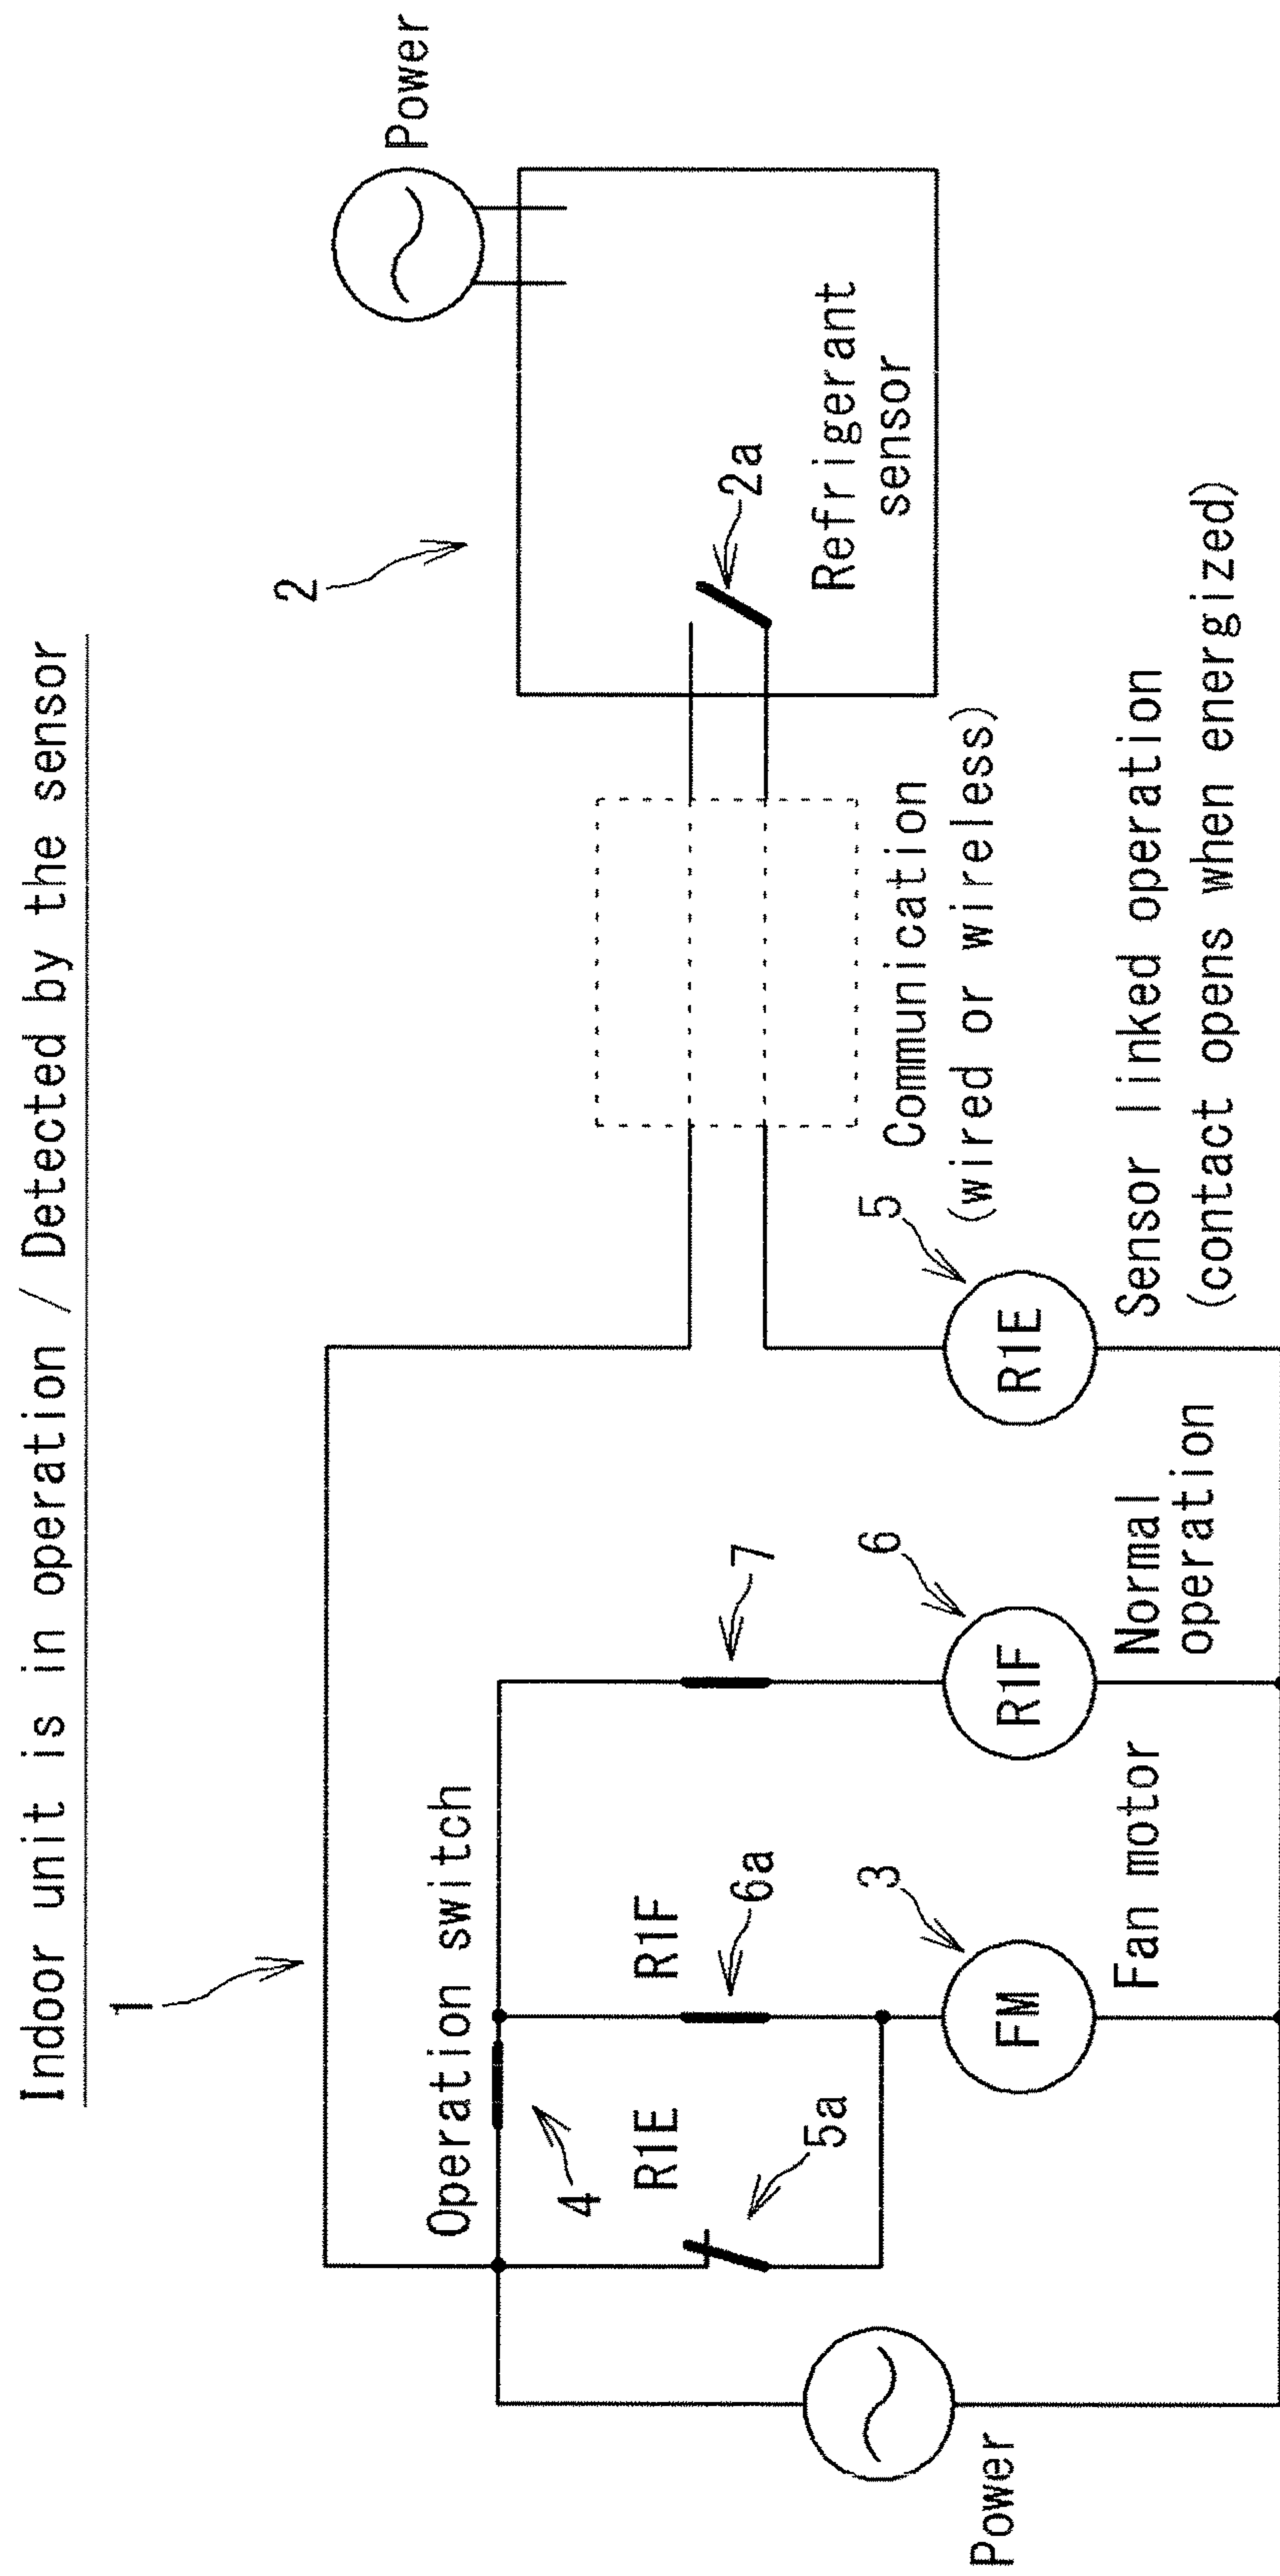 Indoor unit is in operation / Detected by the sensor
1
2
Power
Operation switch
4
R1E
5a
R1F
6a
7
2a
Refrigerant
sensor
Communication
(wired or wireless)
3
6
5
FM
R1F
R1E
Power
Fan motor
Normal
operation
Sensor linked operation
(contact opens when energized)